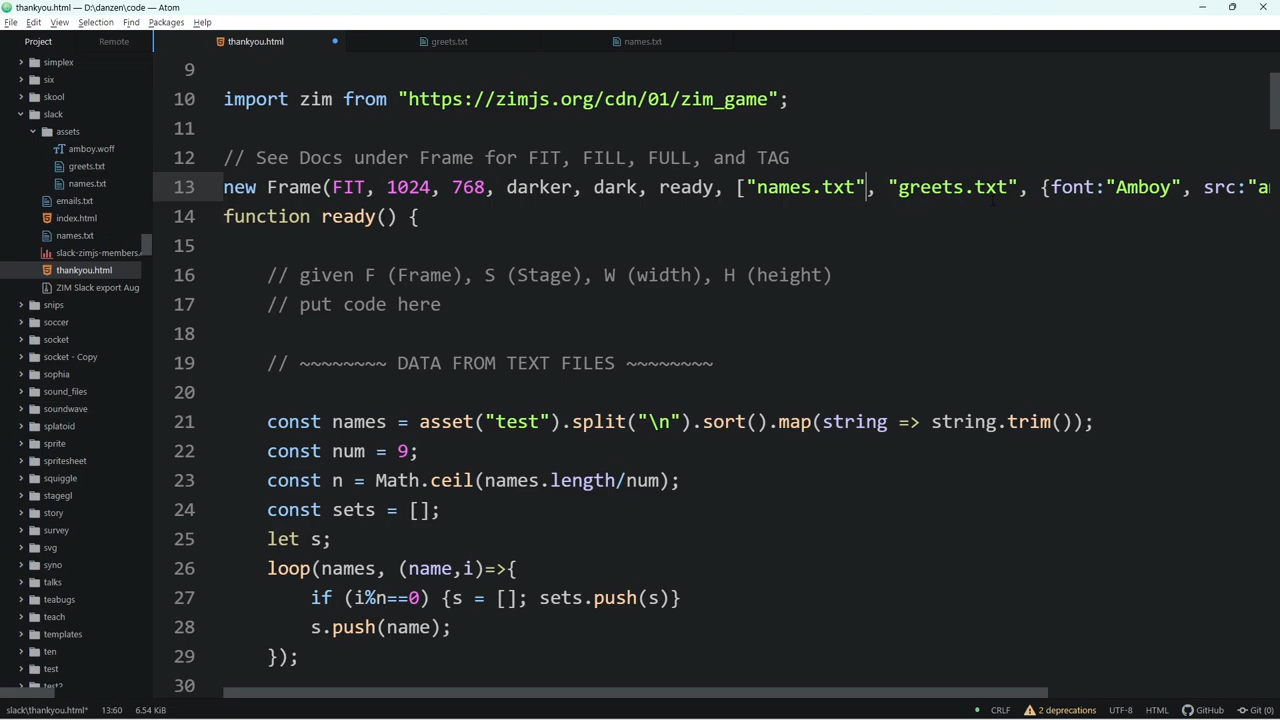 thankyou.html — D:\danzen\code — Atom
File Edit View Selection Find Packages Help
Project Remote thankyou.html greets.txt names.txt
simplex
six
skool
slack
assets
amboy.woff
greets.txt
names.txt
emails.txt
index.html
names.txt
slack-zimjs-members.
thankyou.html
ZIM Slack export Aug
snips
soccer
socket
socket - Copy
sophia
sound_files
soundwave
splatoid
sprite
spritesheet
squiggle
stagegl
story
survey
svg
syno
talks
teabugs
teach
templates
ten
test
test2
9
10 import zim from "https://zimjs.org/cdn/01/zim_game";
11
12 // See Docs under Frame for FIT, FILL, FULL, and TAG
13 new Frame(FIT, 1024, 768, darker, dark, ready, ["names.txt", "greets.txt", {font:"Amboy", src:"a
14 function ready() {
15
16 // given F (Frame), S (Stage), W (width), H (height)
17 // put code here
18
19 // ~~~~~~~~ DATA FROM TEXT FILES ~~~~~~~~
20
21 const names = asset("test").split("\n").sort().map(string => string.trim());
22 const num = 9;
23 const n = Math.ceil(names.length/num);
24 const sets = [];
25 let s;
26 loop(names, (name,i)=>{
27 if (i%n==0) {s = []; sets.push(s)}
28 s.push(name);
29 });
30
slack\thankyou.html* 13:60 6.54 KiB CRLF 2 deprecations UTF-8 HTML GitHub Git (0)